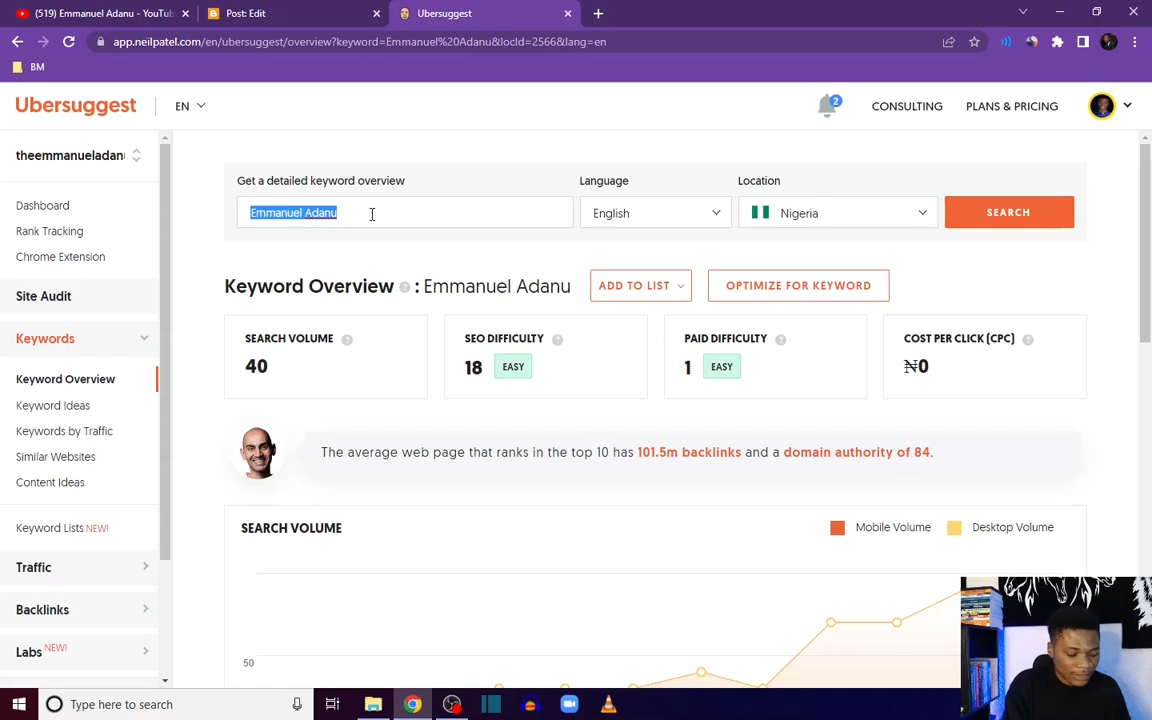 (519) Emmanuel Adanu - YouTub
Post: Edit
Ubersuggest
app.neilpatel.com/en/ubersuggest/overview?keyword=Emmanuel%20Adanu&locId=2566&lang=en
BM
Ubersuggest
EN
2
CONSULTING
PLANS & PRICING
theemmanueladanu
Dashboard
Rank Tracking
Chrome Extension
Site Audit
Keywords
Keyword Overview
Keyword Ideas
Keywords by Traffic
Similar Websites
Content Ideas
Keyword Lists NEW!
Traffic
Backlinks
Labs NEW!
Get a detailed keyword overview
Language
Location
Emmanuel Adanu
English
Nigeria
SEARCH
Keyword Overview ? : Emmanuel Adanu
ADD TO LIST
OPTIMIZE FOR KEYWORD
SEARCH VOLUME ?
40
SEO DIFFICULTY ?
18 EASY
PAID DIFFICULTY ?
1 EASY
COST PER CLICK (CPC) ?
₦0
The average web page that ranks in the top 10 has 101.5m backlinks and a domain authority of 84.
SEARCH VOLUME
Mobile Volume
Desktop Volume
50
Type here to search